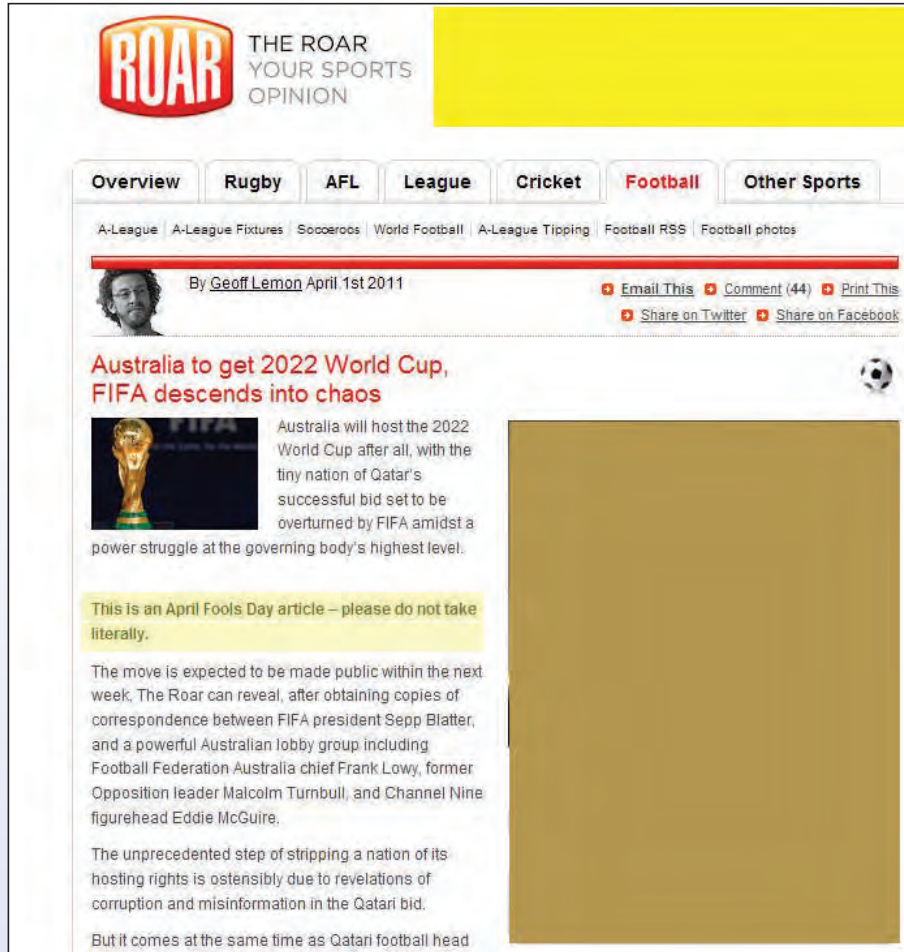 ROAR
THE ROAR
YOUR SPORTS
OPINION
Overview Rugby AFL League Cricket Football Other Sports
A-League A-League Fixtures Socceroos World Football A-League Tipping Football RSS Football photos
By Geoff Lemon April 1st 2011
Email This Comment (44) Print This
Share on Twitter Share on Facebook
Australia to get 2022 World Cup,
FIFA descends into chaos
FIFA
Australia will host the 2022
World Cup after all, with the
tiny nation of Qatar's
successful bid set to be
overturned by FIFA amidst a
power struggle at the governing body's highest level.
This is an April Fools Day article – please do not take
literally.
The move is expected to be made public within the next
week, The Roar can reveal, after obtaining copies of
correspondence between FIFA president Sepp Blatter,
and a powerful Australian lobby group including
Football Federation Australia chief Frank Lowy, former
Opposition leader Malcolm Turnbull, and Channel Nine
figurehead Eddie McGuire.
The unprecedented step of stripping a nation of its
hosting rights is ostensibly due to revelations of
corruption and misinformation in the Qatari bid.
But it comes at the same time as Qatari football head